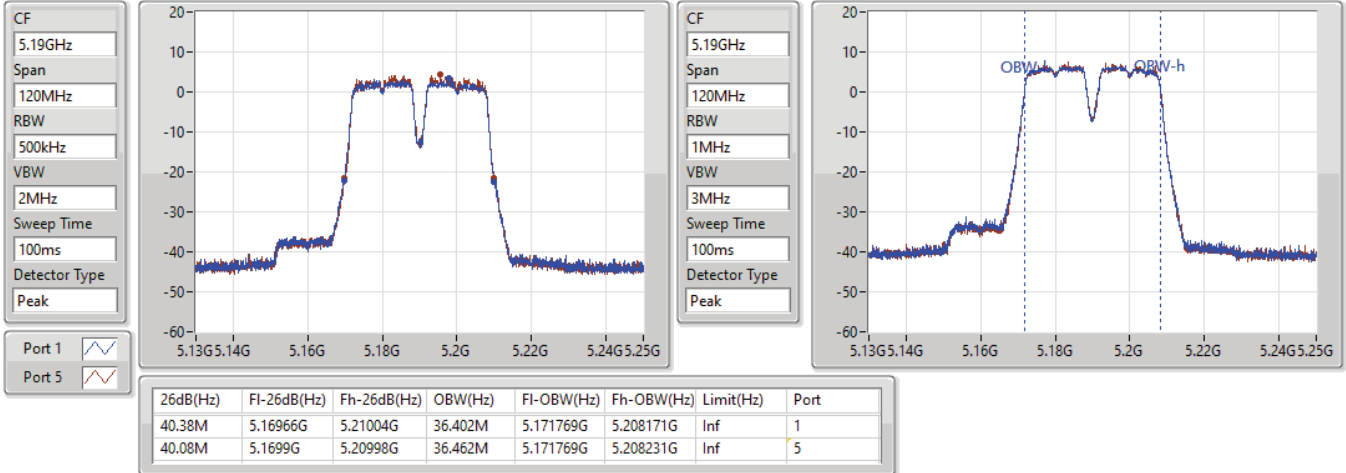 CF
5.19GHz
Span
120MHz
RBW
500kHz
VBW
2MHz
Sweep Time
100ms
Detector Type
Peak
Port 1
Port 5
20
10
0
-10
-20
-30
-40
-50
-60
5.13G 5.14G 5.16G 5.18G 5.2G 5.22G 5.24G 5.25G
CF
5.19GHz
Span
120MHz
RBW
1MHz
VBW
3MHz
Sweep Time
100ms
Detector Type
Peak
20
10
0
-10
-20
-30
-40
-50
-60
OBW-l OBW-h
5.13G 5.14G 5.16G 5.18G 5.2G 5.22G 5.24G 5.25G
26dB(Hz) Fl-26dB(Hz) Fh-26dB(Hz) OBW(Hz) Fl-OBW(Hz) Fh-OBW(Hz) Limit(Hz) Port
40.38M 5.16966G 5.21004G 36.402M 5.171769G 5.208171G Inf 1
40.08M 5.1699G 5.20998G 36.462M 5.171769G 5.208231G Inf 5